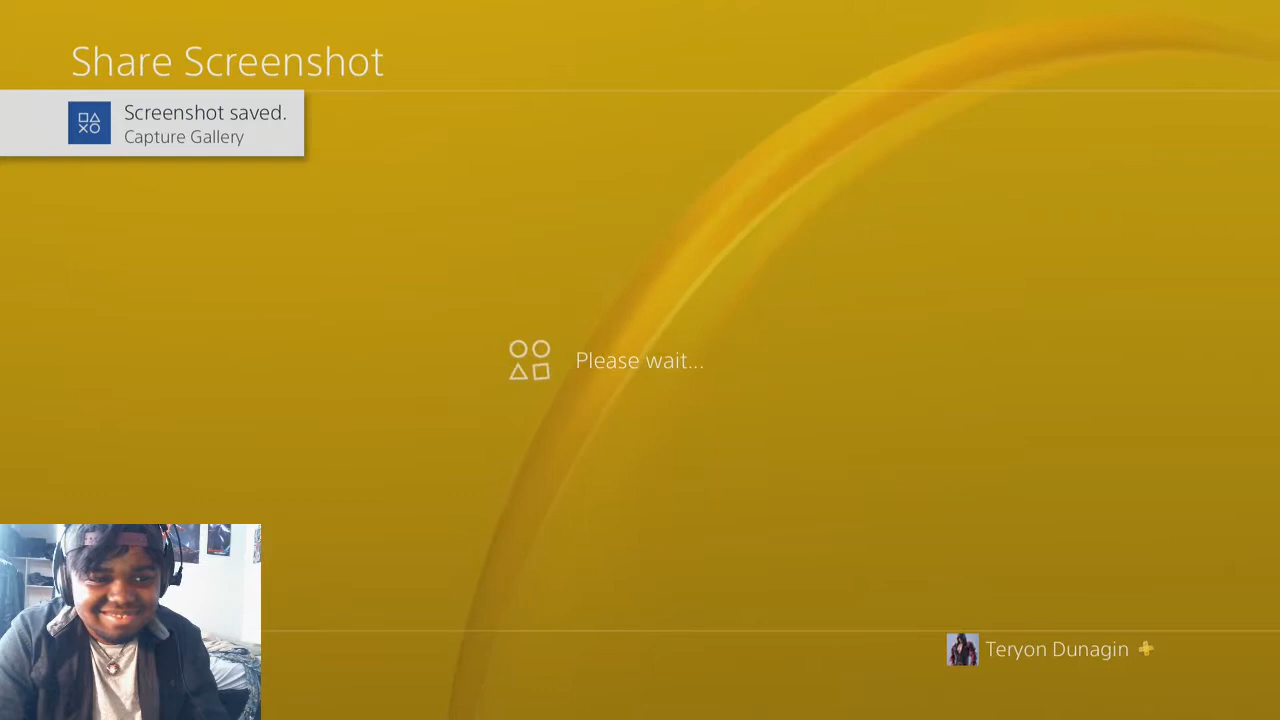 Share Screenshot
Screenshot saved.
Capture Gallery
Please wait...
Teryon Dunagin